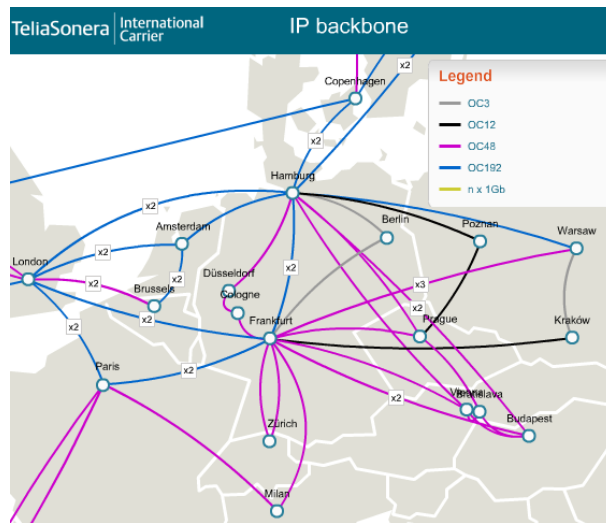 TeliaSonera
International
Carrier
IP backbone
Legend
OC3
OC12
OC48
OC192
n x 1Gb
x2
Copenhagen
x2
Hamburg
x2
Berlin
Poznan
Amsterdam
Warsaw
x2
London
x2
Düsseldorf
x2
Brussels
Cologne
x3
x2
x2
x2
Frankfurt
Prague
Kraków
Paris
x2
Vienna
Bratislava
x2
Budapest
Zürich
Milan